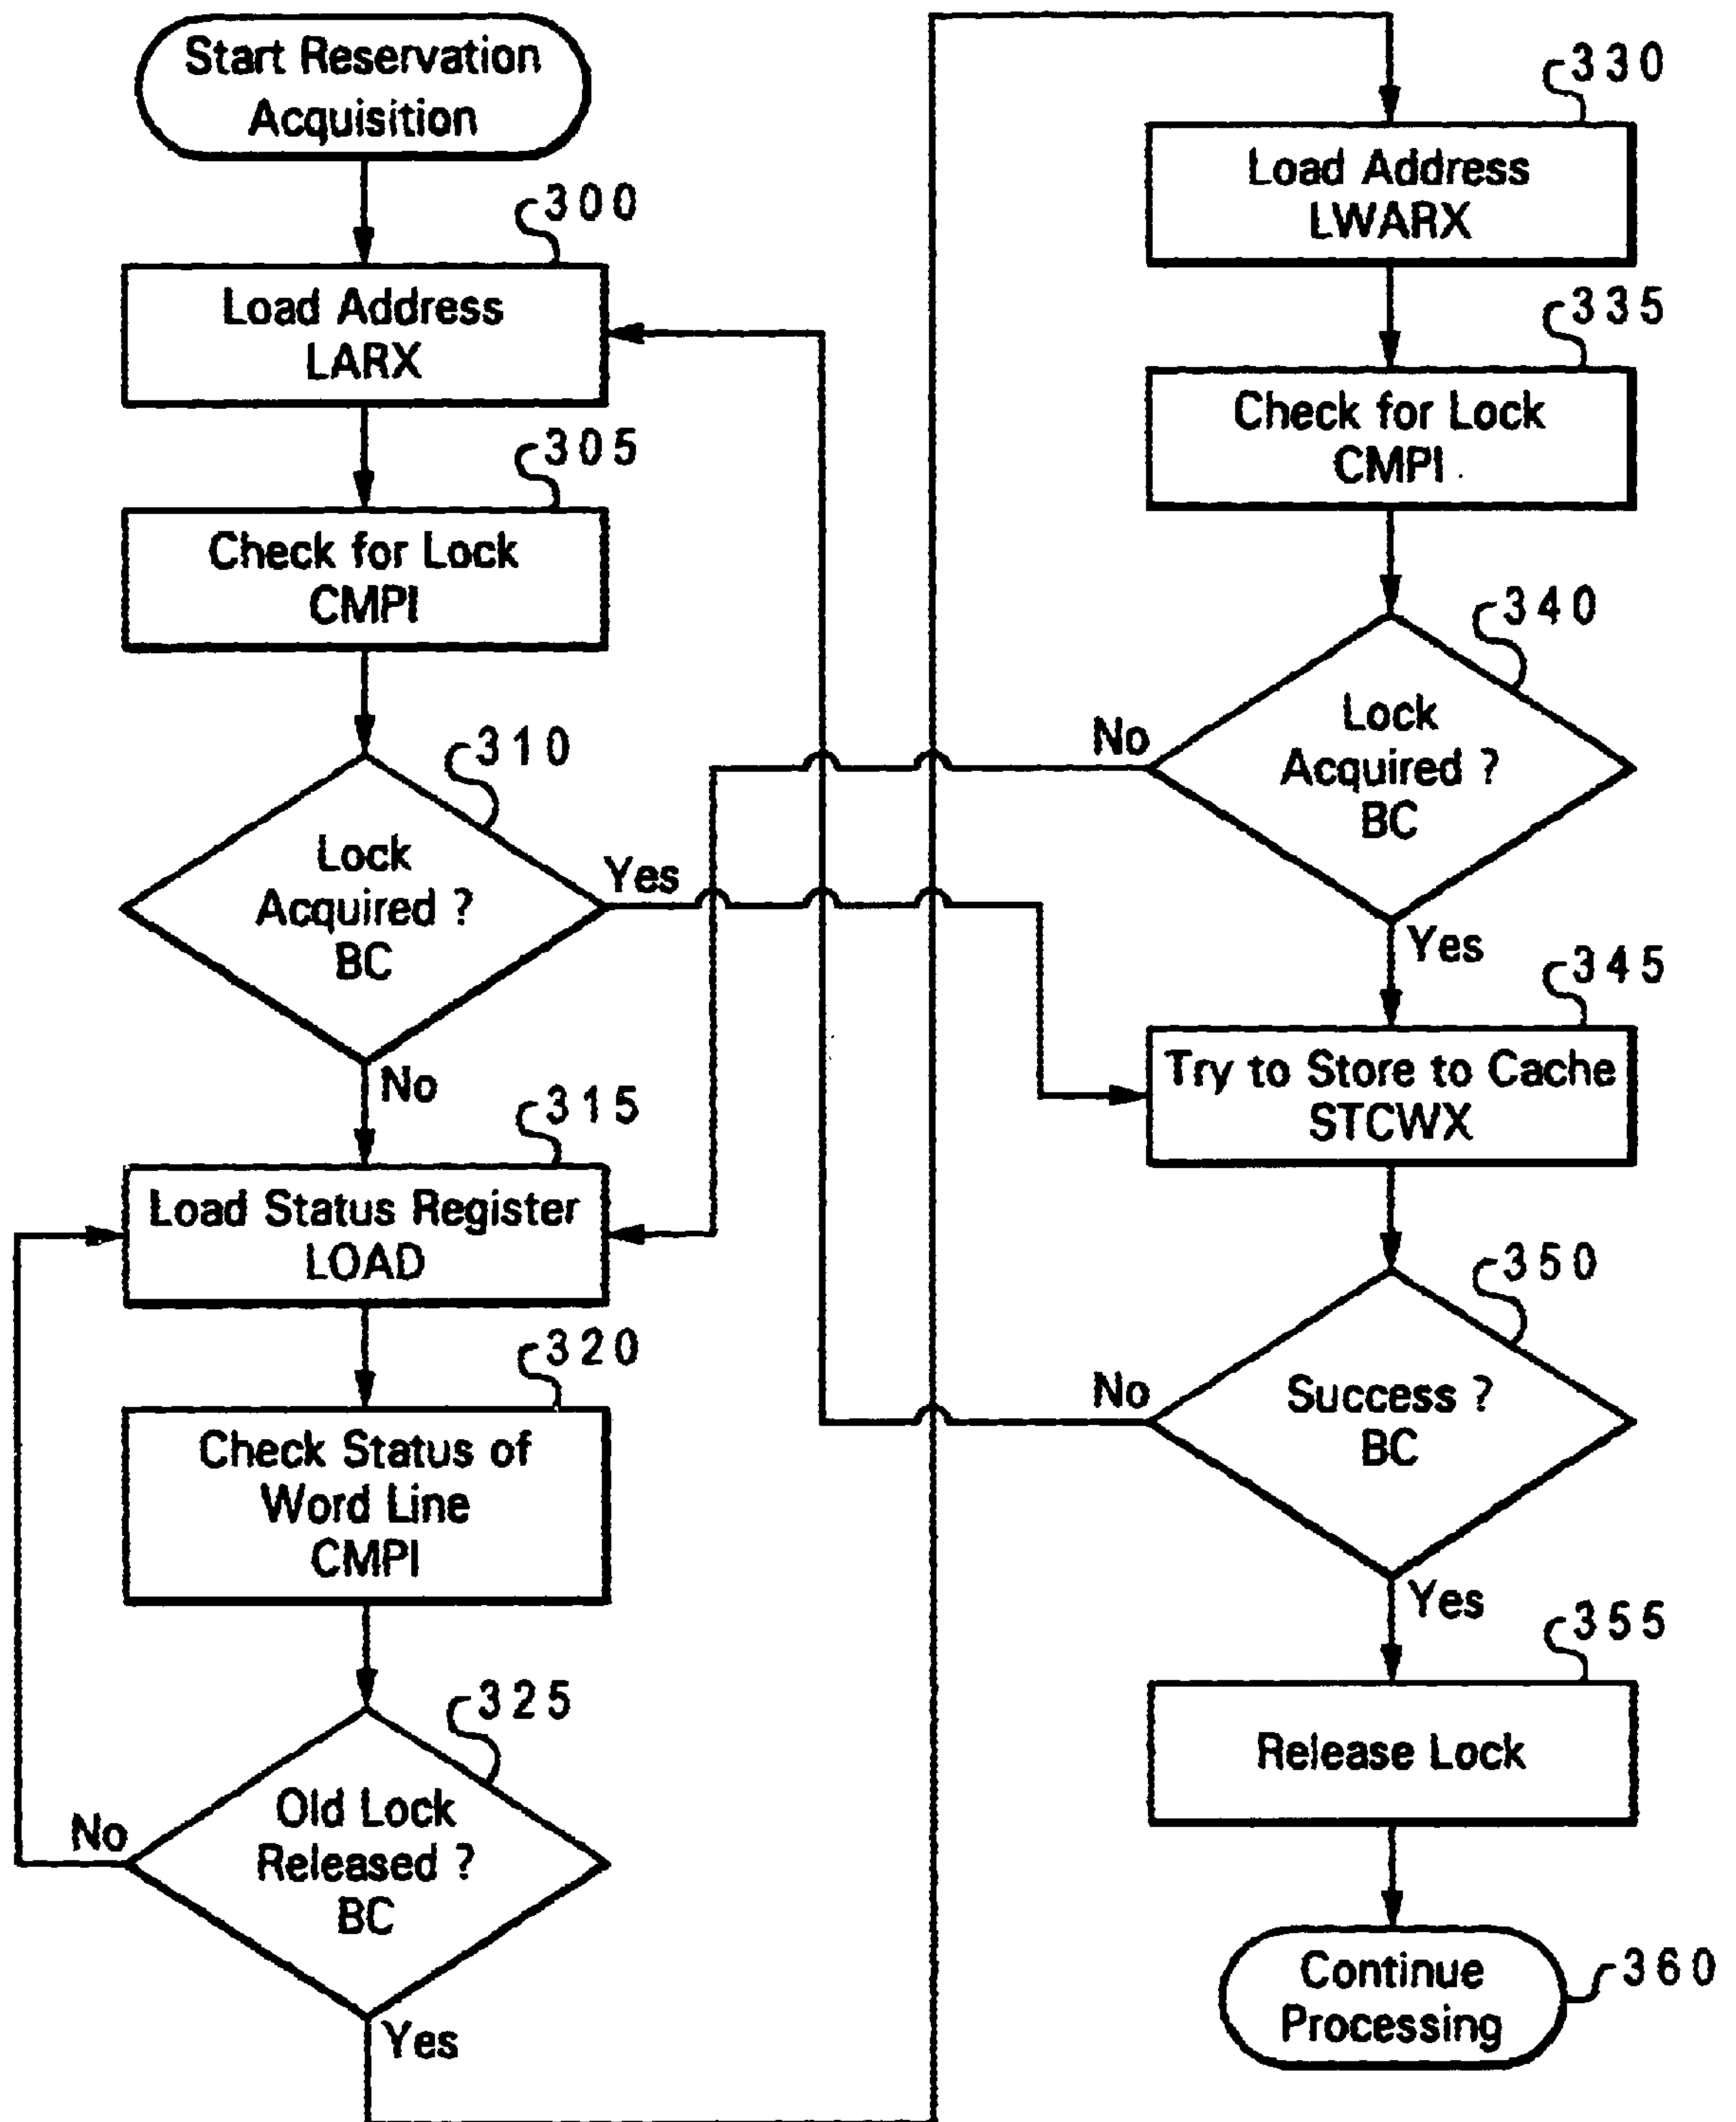 Start Reservation
Acquisition
300
Load Address
LARX
305
Check for Lock
CMPI
310
Lock
Acquired ?
BC
Yes
No
315
Load Status Register
LOAD
320
Check Status of
Word Line
CMPI
325
Old Lock
Released ?
BC
No
Yes
330
Load Address
LWARX
335
Check for Lock
CMPI
340
Lock
Acquired ?
BC
No
Yes
345
Try to Store to Cache
STCWX
350
Success ?
BC
No
Yes
355
Release Lock
Continue
Processing
360